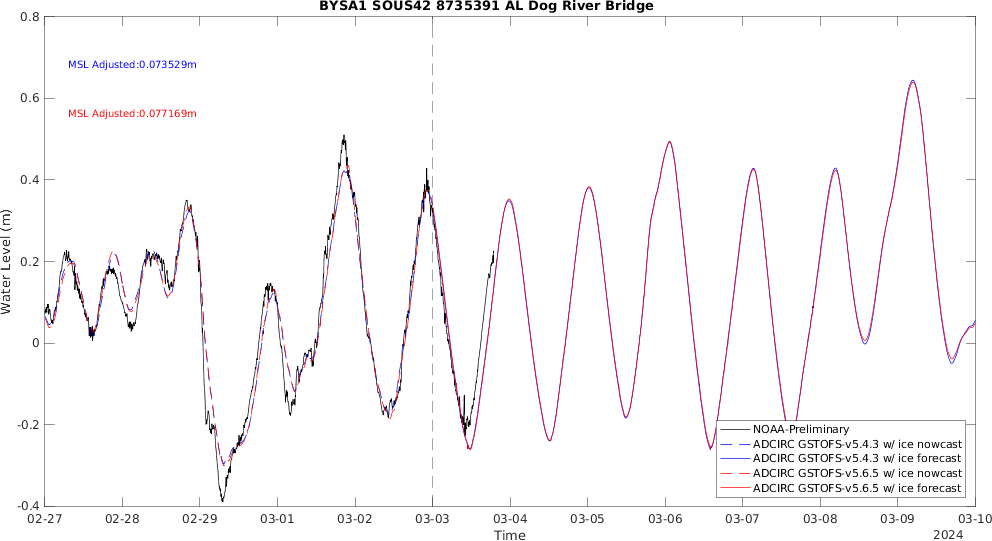 BYSA1 SOUS42 8735391 AL Dog River Bridge
0.8
0.6
0.4
0.2
0
-0.2
-0.4
Water Level (m)
MSL Adjusted:0.073529m
MSL Adjusted:0.077169m
NOAA-Preliminary
ADCIRC GSTOFS-v5.4.3 w/ ice nowcast
ADCIRC GSTOFS-v5.4.3 w/ ice forecast
ADCIRC GSTOFS-v5.6.5 w/ ice nowcast
ADCIRC GSTOFS-v5.6.5 w/ ice forecast
02-27 02-28 02-29 03-01 03-02 03-03 03-04 03-05 03-06 03-07 03-08 03-09 03-10
Time
2024